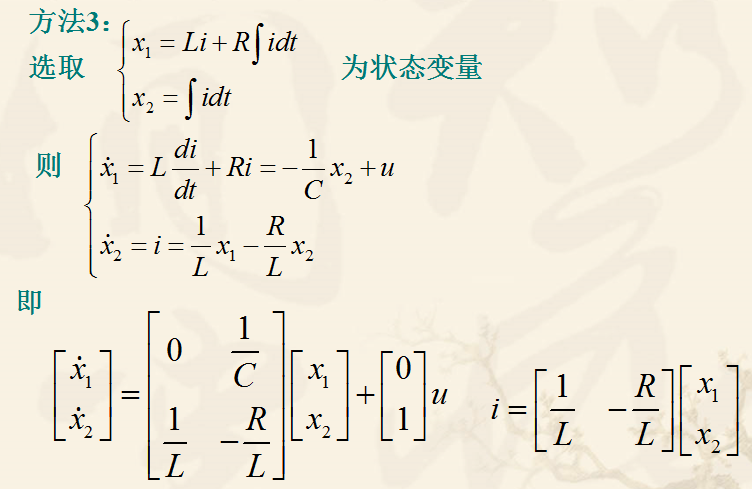 方法3：
选取 { x₁ = Li + R∫idt
x₂ = ∫idt 为状态变量
则 { ẋ₁ = L di/dt + Ri = −1/C x₂ + u
ẋ₂ = i = 1/L x₁ − R/L x₂
即
[ẋ₁; ẋ₂] = [0 1/C; 1/L −R/L] [x₁; x₂] + [0; 1] u i = [1/L −R/L] [x₁; x₂]